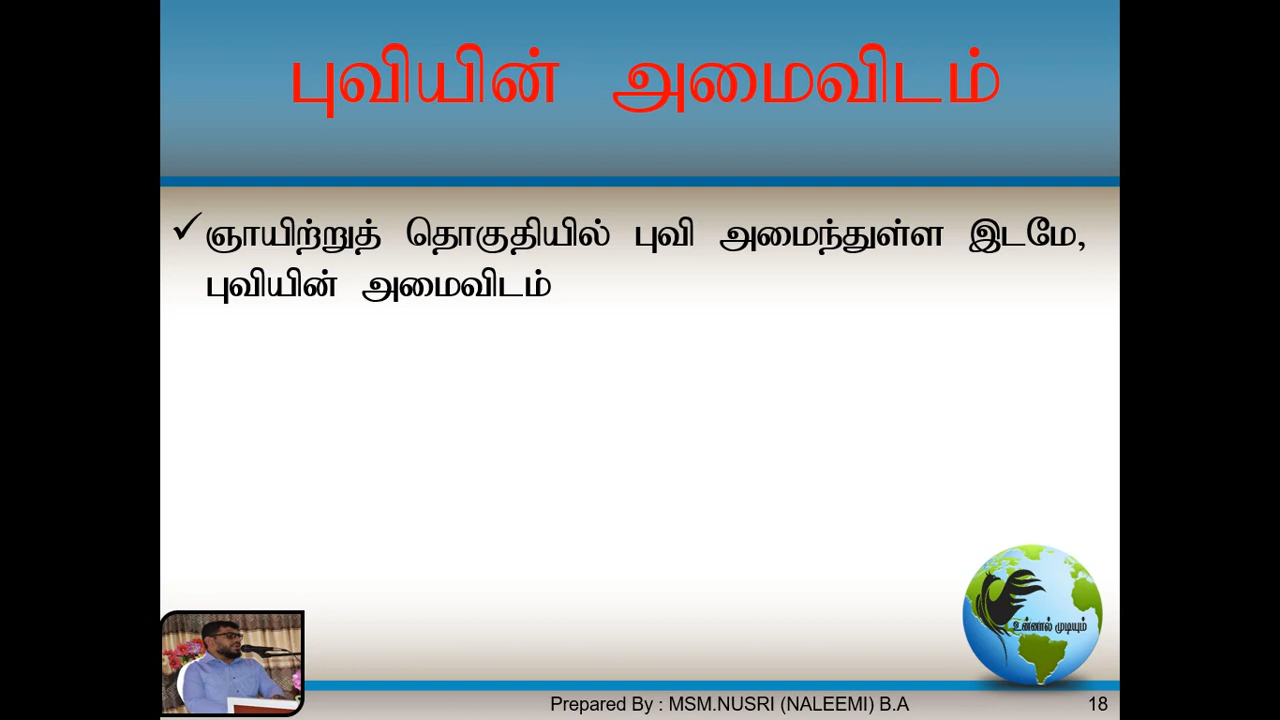 புவியின் அமைவிடம்
ஞாயிற்றுத் தொகுதியில் புவி அமைந்துள்ள இடமே,
புவியின் அமைவிடம்
உன்னால் முடியும்
Prepared By : MSM.NUSRI (NALEEMI) B.A
18